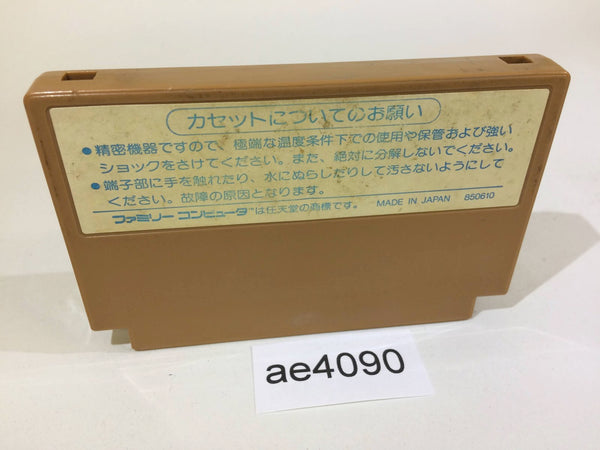 カセットについてのお願い
●精密機器ですので、極端な温度条件下での使用や保管および強い
ショックをさけてください。また、絶対に分解しないでください。
●端子部に手を触れたり、水にぬらしたりして汚さないようにして
ください。故障の原因となります。
ファミリー コンピュータ™は任天堂の商標です。 MADE IN JAPAN 850610
ae4090